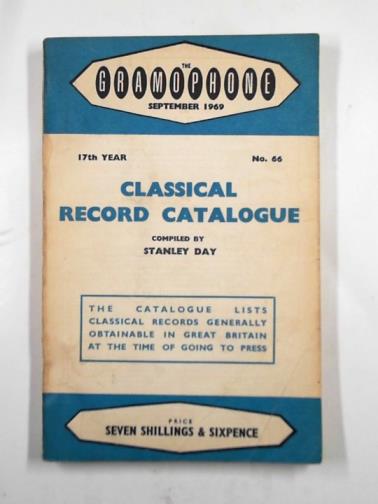 THE
GRAMOPHONE
SEPTEMBER 1969
17th YEAR No. 66
CLASSICAL
RECORD CATALOGUE
COMPILED BY
STANLEY DAY
THE CATALOGUE LISTS
CLASSICAL RECORDS GENERALLY
OBTAINABLE IN GREAT BRITAIN
AT THE TIME OF GOING TO PRESS
PRICE
SEVEN SHILLINGS & SIXPENCE